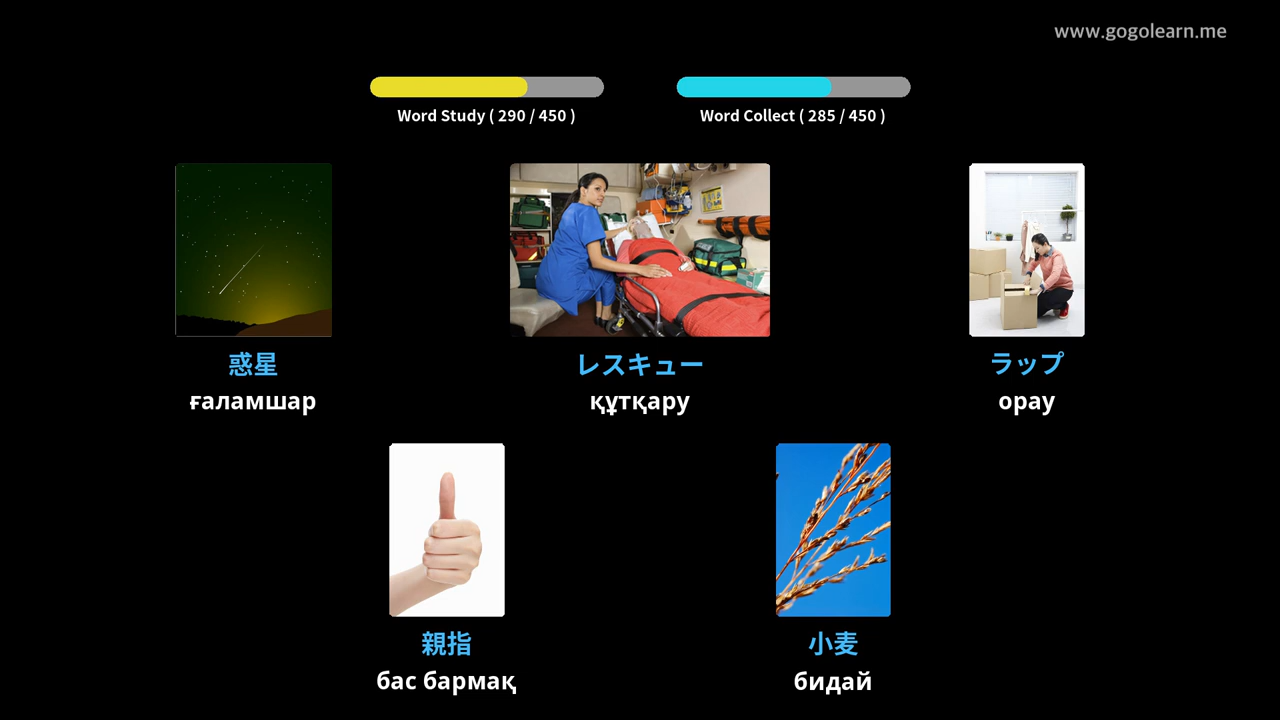 www.gogolearn.me
Word Study ( 290 / 450 )
Word Collect ( 285 / 450 )
惑星
ғаламшар
レスキュー
құтқару
ラップ
орау
親指
бас бармақ
小麦
бидай